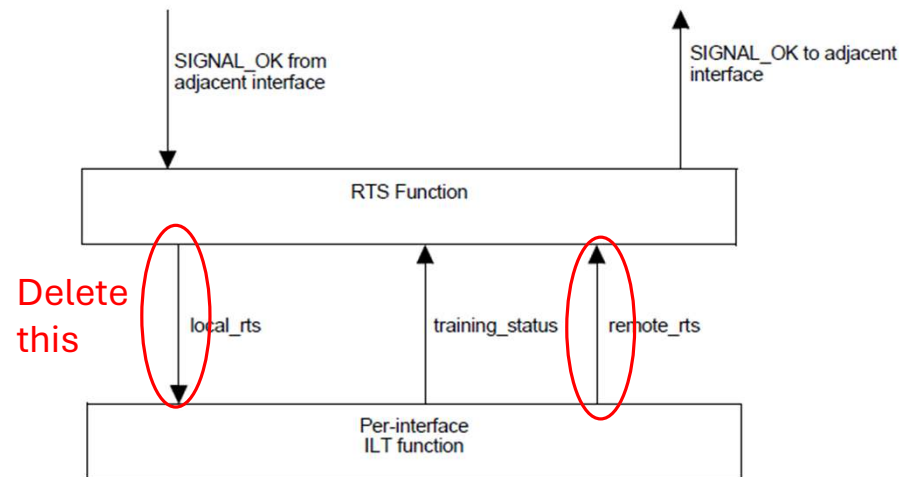 SIGNAL_OK from
adjacent interface
SIGNAL_OK to adjacent
interface
RTS Function
Delete
this
local_rts
training_status
remote_rts
Per-interface
ILT function